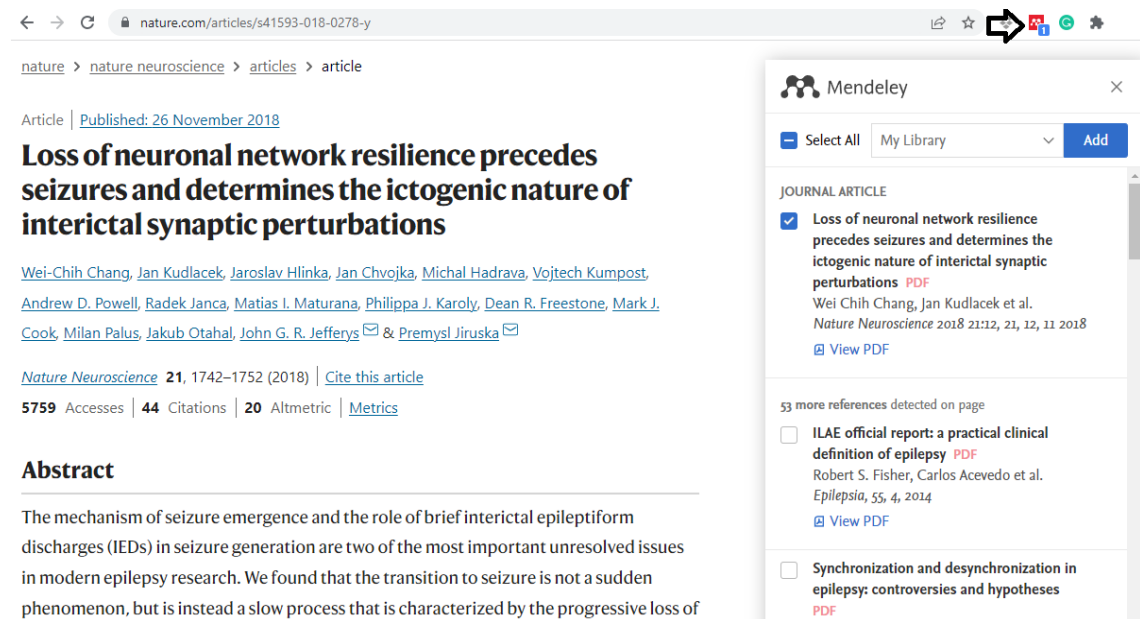 nature.com/articles/s41593-018-0278-y
1
nature > nature neuroscience > articles > article
Article | Published: 26 November 2018
Loss of neuronal network resilience precedes
seizures and determines the ictogenic nature of
interictal synaptic perturbations
Wei-Chih Chang, Jan Kudlacek, Jaroslav Hlinka, Jan Chvojka, Michal Hadrava, Vojtech Kumpost,
Andrew D. Powell, Radek Janca, Matias I. Maturana, Philippa J. Karoly, Dean R. Freestone, Mark J.
Cook, Milan Palus, Jakub Otahal, John G. R. Jefferys & Premysl Jiruska
Nature Neuroscience 21, 1742–1752 (2018) | Cite this article
5759 Accesses | 44 Citations | 20 Altmetric | Metrics
Abstract
The mechanism of seizure emergence and the role of brief interictal epileptiform
discharges (IEDs) in seizure generation are two of the most important unresolved issues
in modern epilepsy research. We found that the transition to seizure is not a sudden
phenomenon, but is instead a slow process that is characterized by the progressive loss of
Mendeley
Select All My Library Add
JOURNAL ARTICLE
Loss of neuronal network resilience
precedes seizures and determines the
ictogenic nature of interictal synaptic
perturbations PDF
Wei Chih Chang, Jan Kudlacek et al.
Nature Neuroscience 2018 21:12, 21, 12, 11 2018
View PDF
53 more references detected on page
ILAE official report: a practical clinical
definition of epilepsy PDF
Robert S. Fisher, Carlos Acevedo et al.
Epilepsia, 55, 4, 2014
View PDF
Synchronization and desynchronization in
epilepsy: controversies and hypotheses
PDF